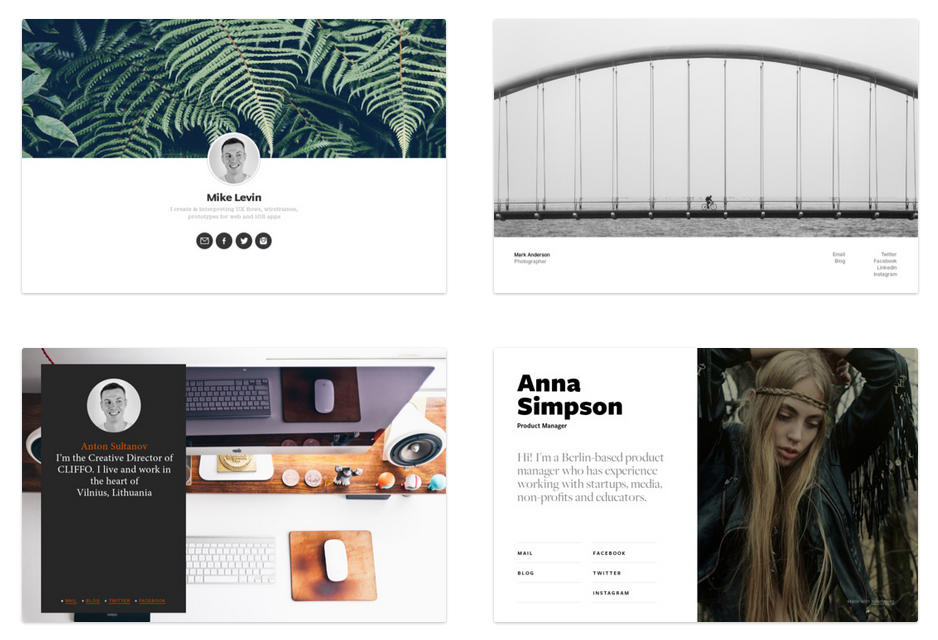 Mike Levin
I create & interpreting UX flows, wireframes,
prototypes for web and iOS apps
Mark Anderson
Photographer
Email
Blog
Twitter
Facebook
Linkedin
Instagram
Anton Sultanov
I'm the Creative Director of
CLIFFO. I live and work in
the heart of
Vilnius, Lithuania
• MAIL • BLOG • TWITTER • FACEBOOK
Anna
Simpson
Product Manager
Hi! I'm a Berlin-based product
manager who has experience
working with startups, media,
non-profits and educators.
MAIL
BLOG
FACEBOOK
TWITTER
INSTAGRAM